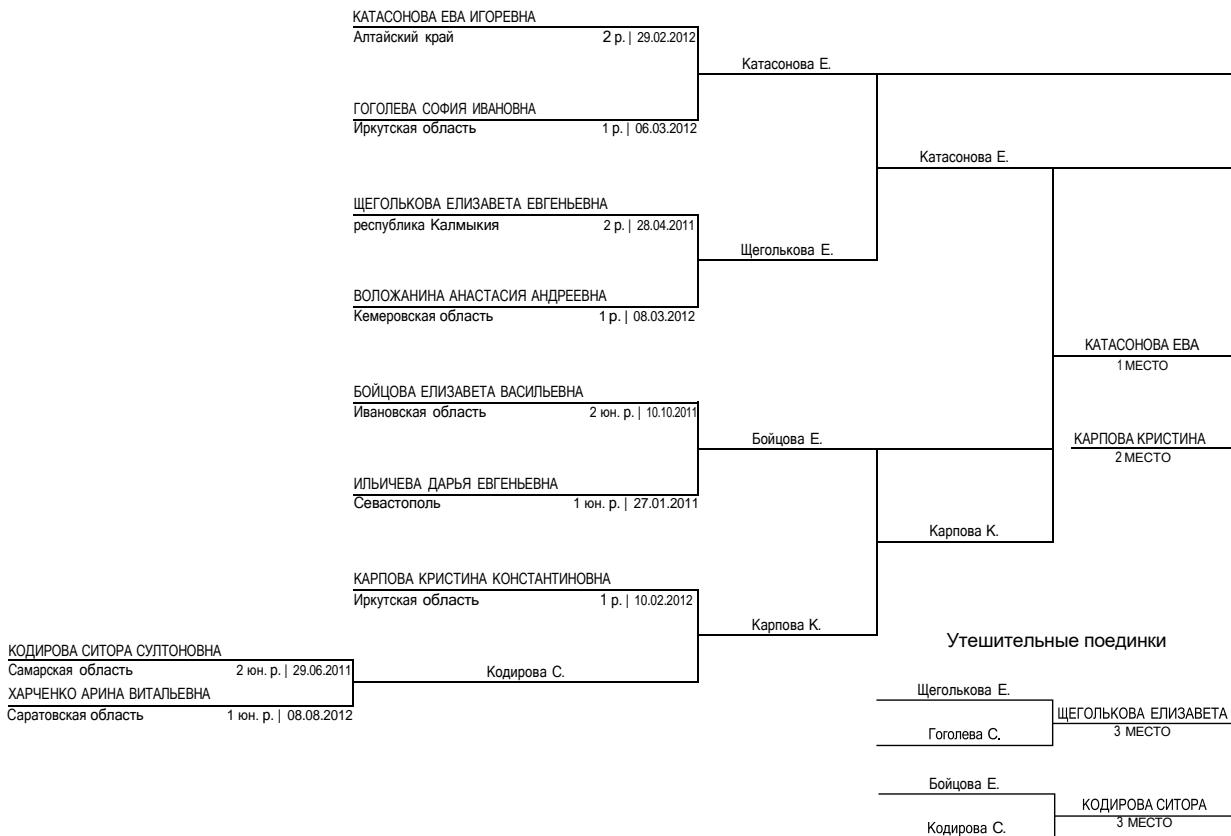 КАТАСОНОВА ЕВА ИГОРЕВНА
Алтайский край 2 р. | 29.02.2012
Катасонова Е.
ГОГОЛЕВА СОФИЯ ИВАНОВНА
Иркутская область 1 р. | 06.03.2012
Катасонова Е.
ЩЕГОЛЬКОВА ЕЛИЗАВЕТА ЕВГЕНЬЕВНА
республика Калмыкия 2 р. | 28.04.2011
Щеголькова Е.
ВОЛОЖАНИНА АНАСТАСИЯ АНДРЕЕВНА
Кемеровская область 1 р. | 08.03.2012
КАТАСОНОВА ЕВА
1 МЕСТО
БОЙЦОВА ЕЛИЗАВЕТА ВАСИЛЬЕВНА
Ивановская область 2 юн. р. | 10.10.2011
Бойцова Е.
КАРПОВА КРИСТИНА
2 МЕСТО
ИЛЬИЧЕВА ДАРЬЯ ЕВГЕНЬЕВНА
Севастополь 1 юн. р. | 27.01.2011
Карпова К.
КАРПОВА КРИСТИНА КОНСТАНТИНОВНА
Иркутская область 1 р. | 10.02.2012
Карпова К.
КОДИРОВА СИТОРА СУЛТОНОВНА
Самарская область 2 юн. р. | 29.06.2011
Кодирова С.
ХАРЧЕНКО АРИНА ВИТАЛЬЕВНА
Саратовская область 1 юн. р. | 08.08.2012
Утешительные поединки
Щеголькова Е.
ЩЕГОЛЬКОВА ЕЛИЗАВЕТА
3 МЕСТО
Гоголева С.
Бойцова Е.
КОДИРОВА СИТОРА
3 МЕСТО
Кодирова С.